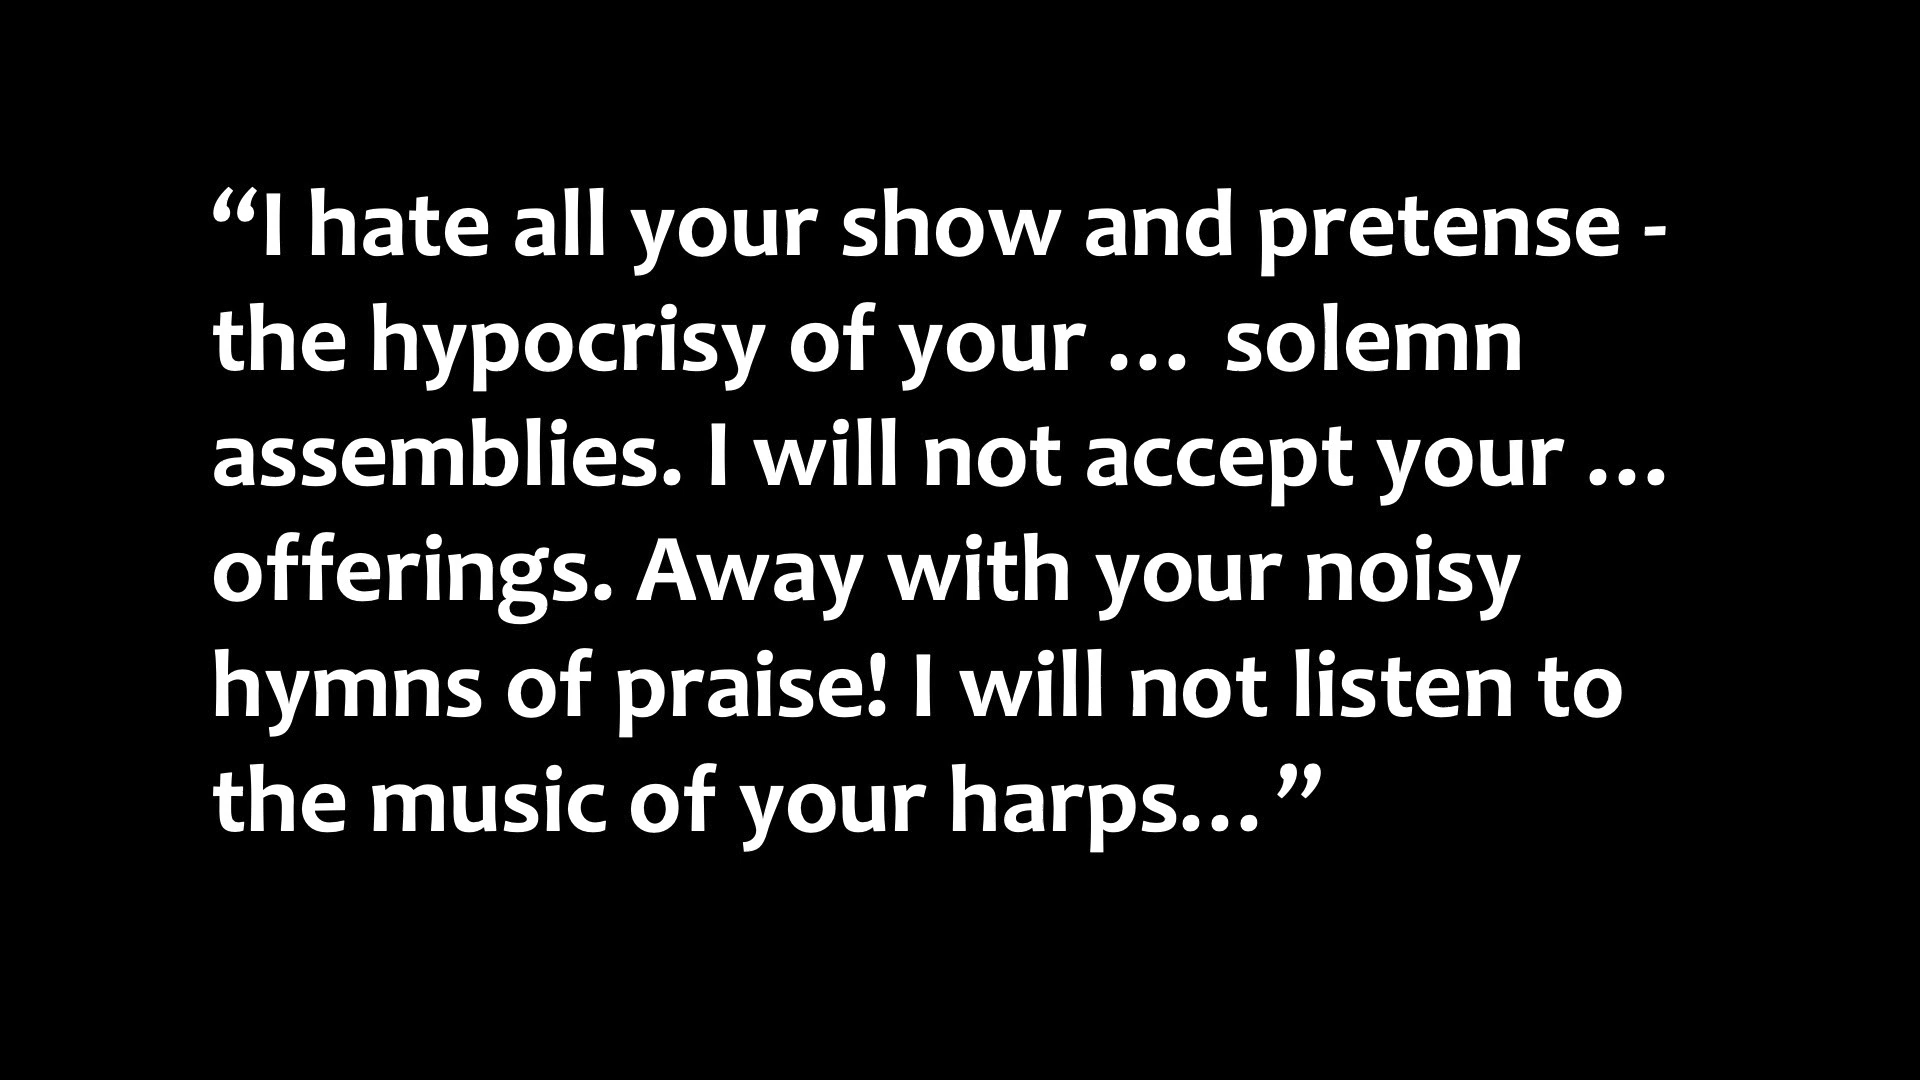 “I hate all your show and pretense -
the hypocrisy of your … solemn
assemblies. I will not accept your …
offerings. Away with your noisy
hymns of praise! I will not listen to
the music of your harps…”